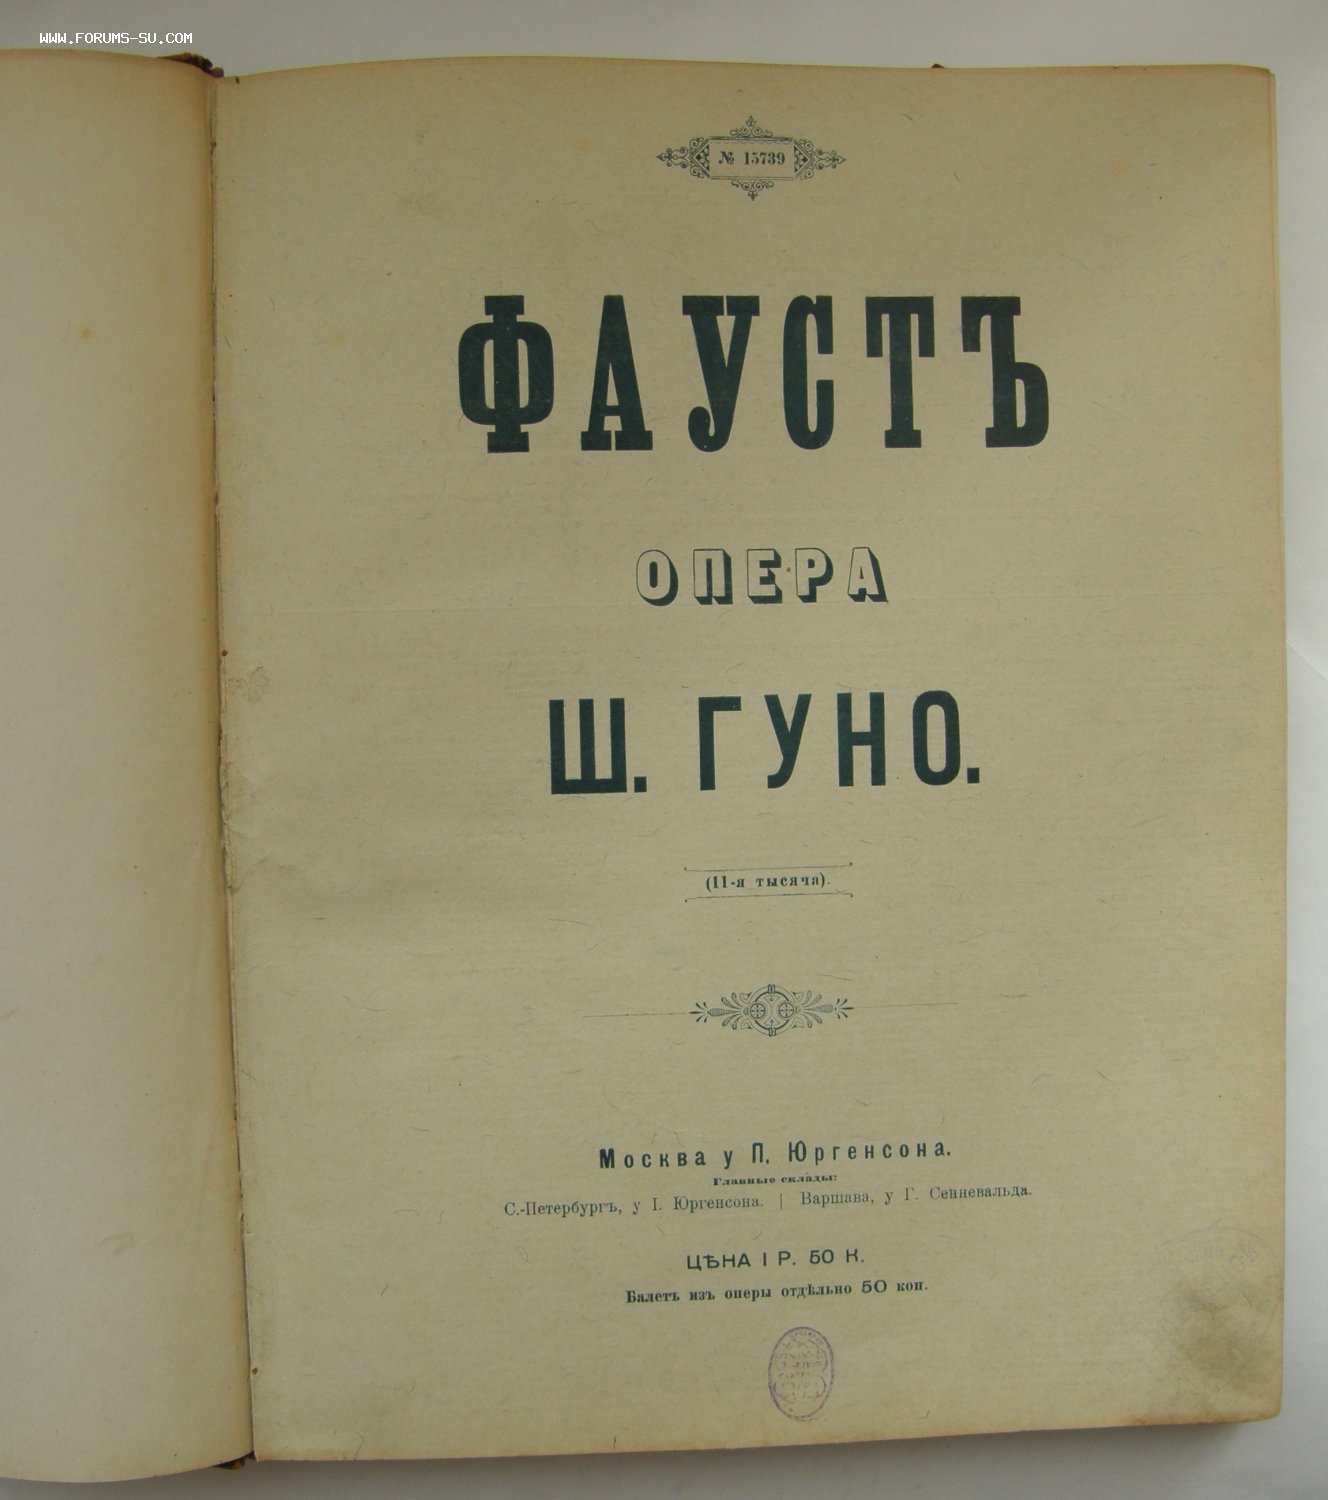 WWW.FORUMS-SU.COM
№ 15739
ФАУСТЪ
ОПЕРА
Ш. ГУНО.
(11-я тысяча).
Москва у П. Юргенсона.
Главные склады:
С.-Петербургъ, у І. Юргенсона. | Варшава, у Г. Сенневальда.
ЦѢНА I Р. 50 К.
Балетъ изъ оперы отдѣльно 50 коп.